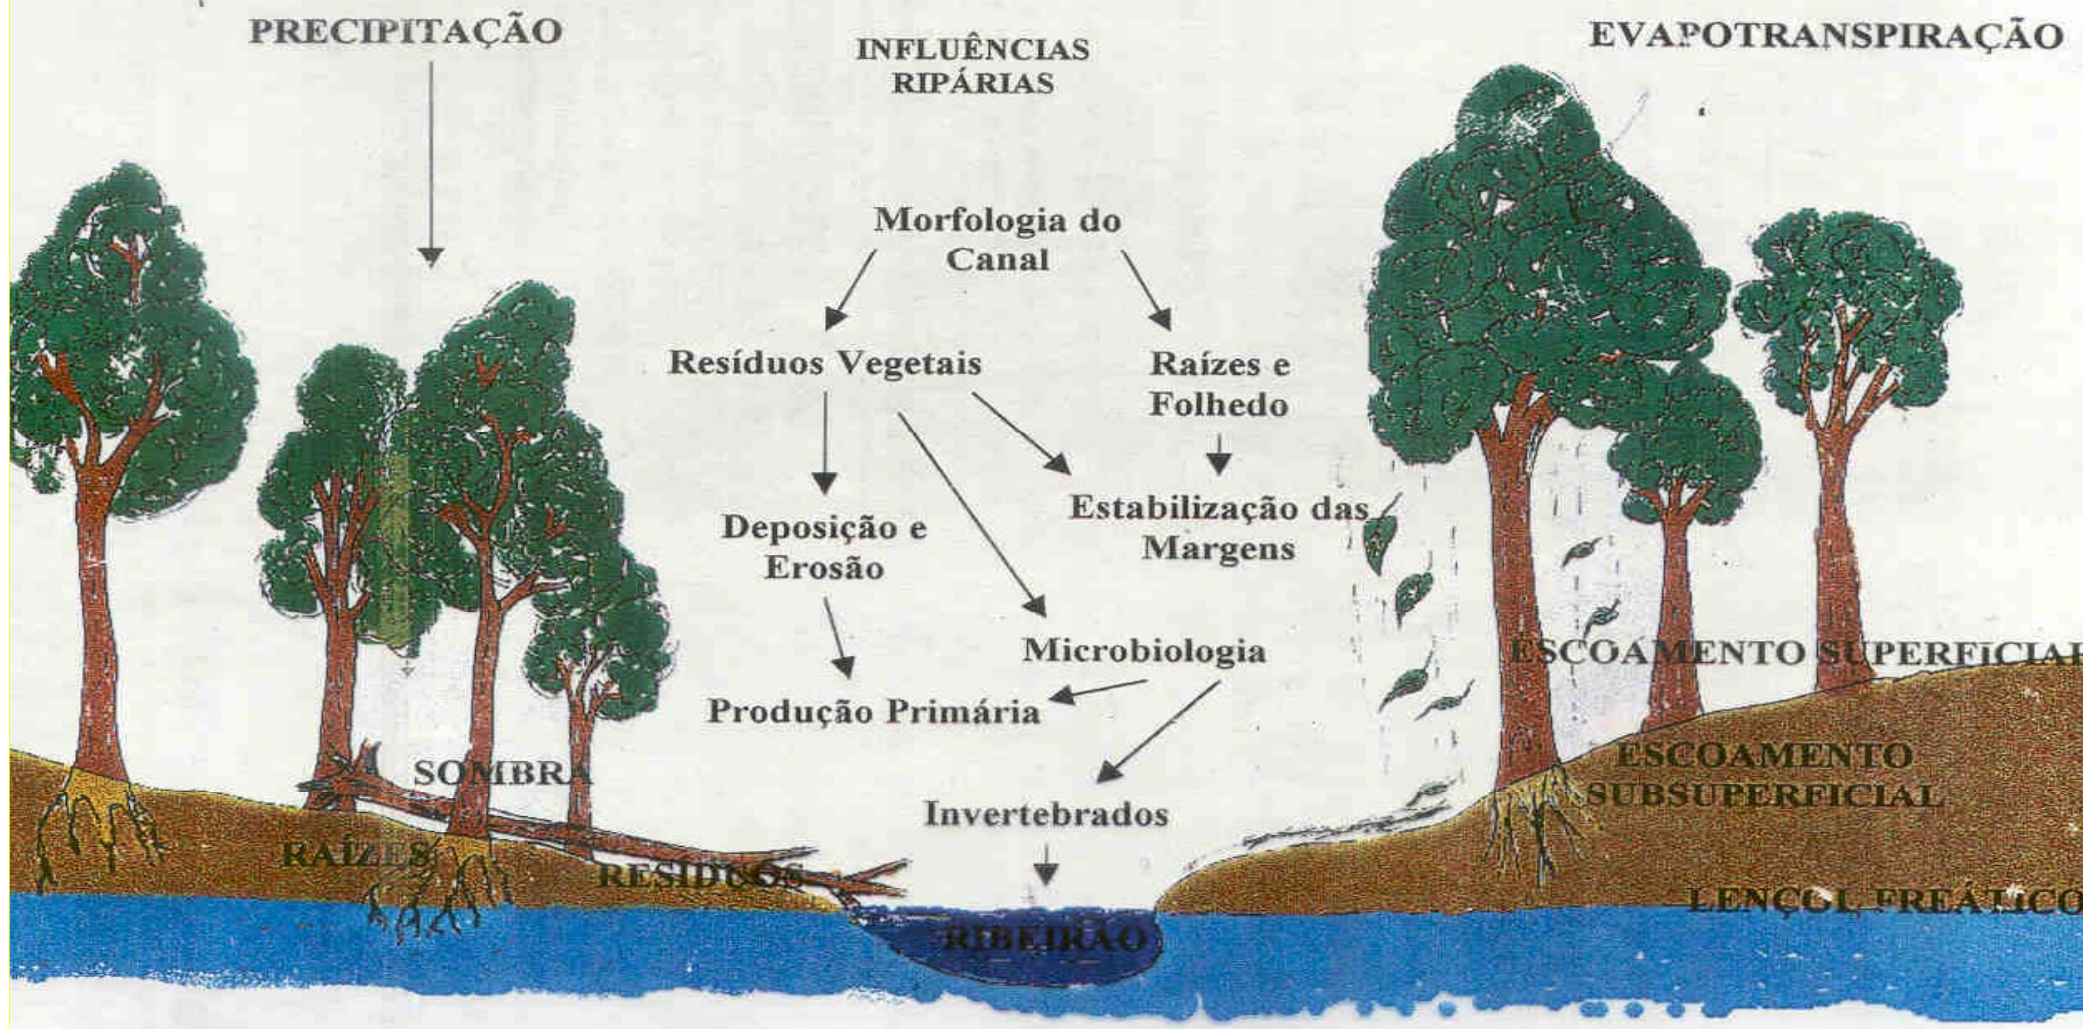 PRECIPITAÇÃO
INFLUÊNCIAS
RIPÁRIAS
EVAPOTRANSPIRAÇÃO
Morfologia do
Canal
Resíduos Vegetais
Raízes e
Folhedo
Deposição e
Erosão
Estabilização das
Margens
Microbiologia
Produção Primária
Invertebrados
SOMBRA
RAÍZES
RESÍDUOS
RIBEIRÃO
ESCOAMENTO SUPERFICIAL
ESCOAMENTO
SUBSUPERFICIAL
LENÇOL FREÁTICO